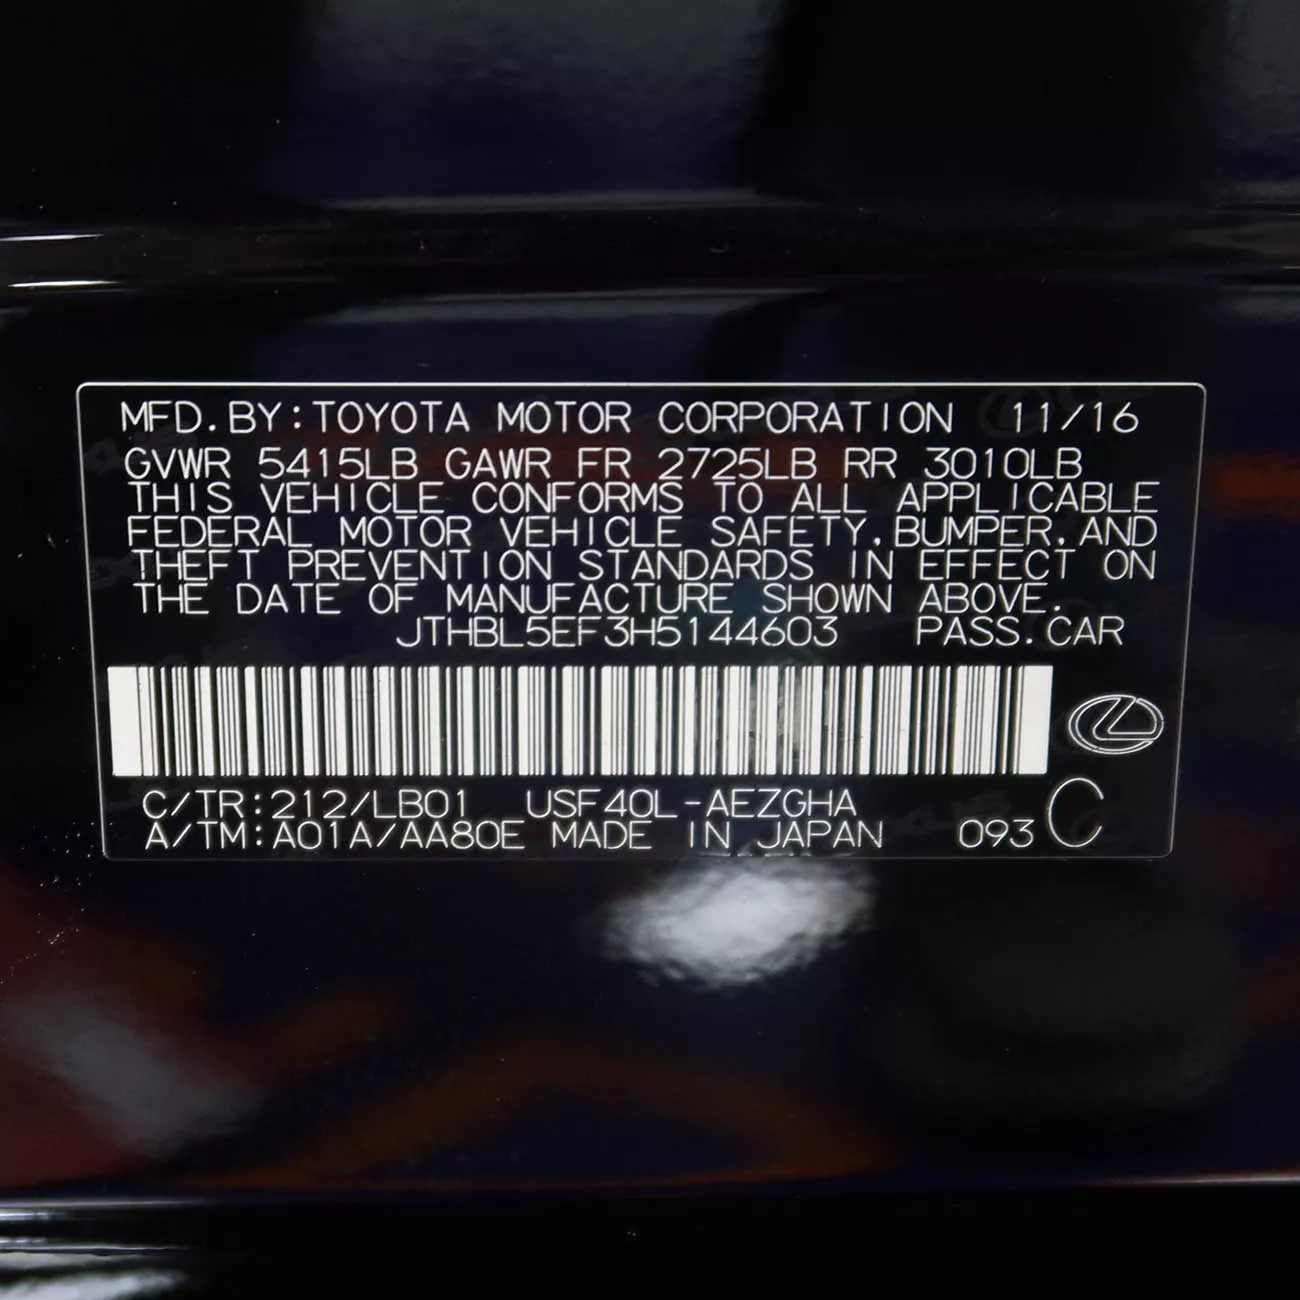 MFD.BY:TOYOTA MOTOR CORPORATION 11/16
GVWR 5415LB GAWR FR 2725LB RR 3010LB
THIS VEHICLE CONFORMS TO ALL APPLICABLE
FEDERAL MOTOR VEHICLE SAFETY,BUMPER,AND
THEFT PREVENTION STANDARDS IN EFFECT ON
THE DATE OF MANUFACTURE SHOWN ABOVE.
JTHBL5EF3H5144603 PASS.CAR
C/TR:212/LB01 USF40L-AEZGHA
A/TM:A01A/AA80E MADE IN JAPAN 093 C